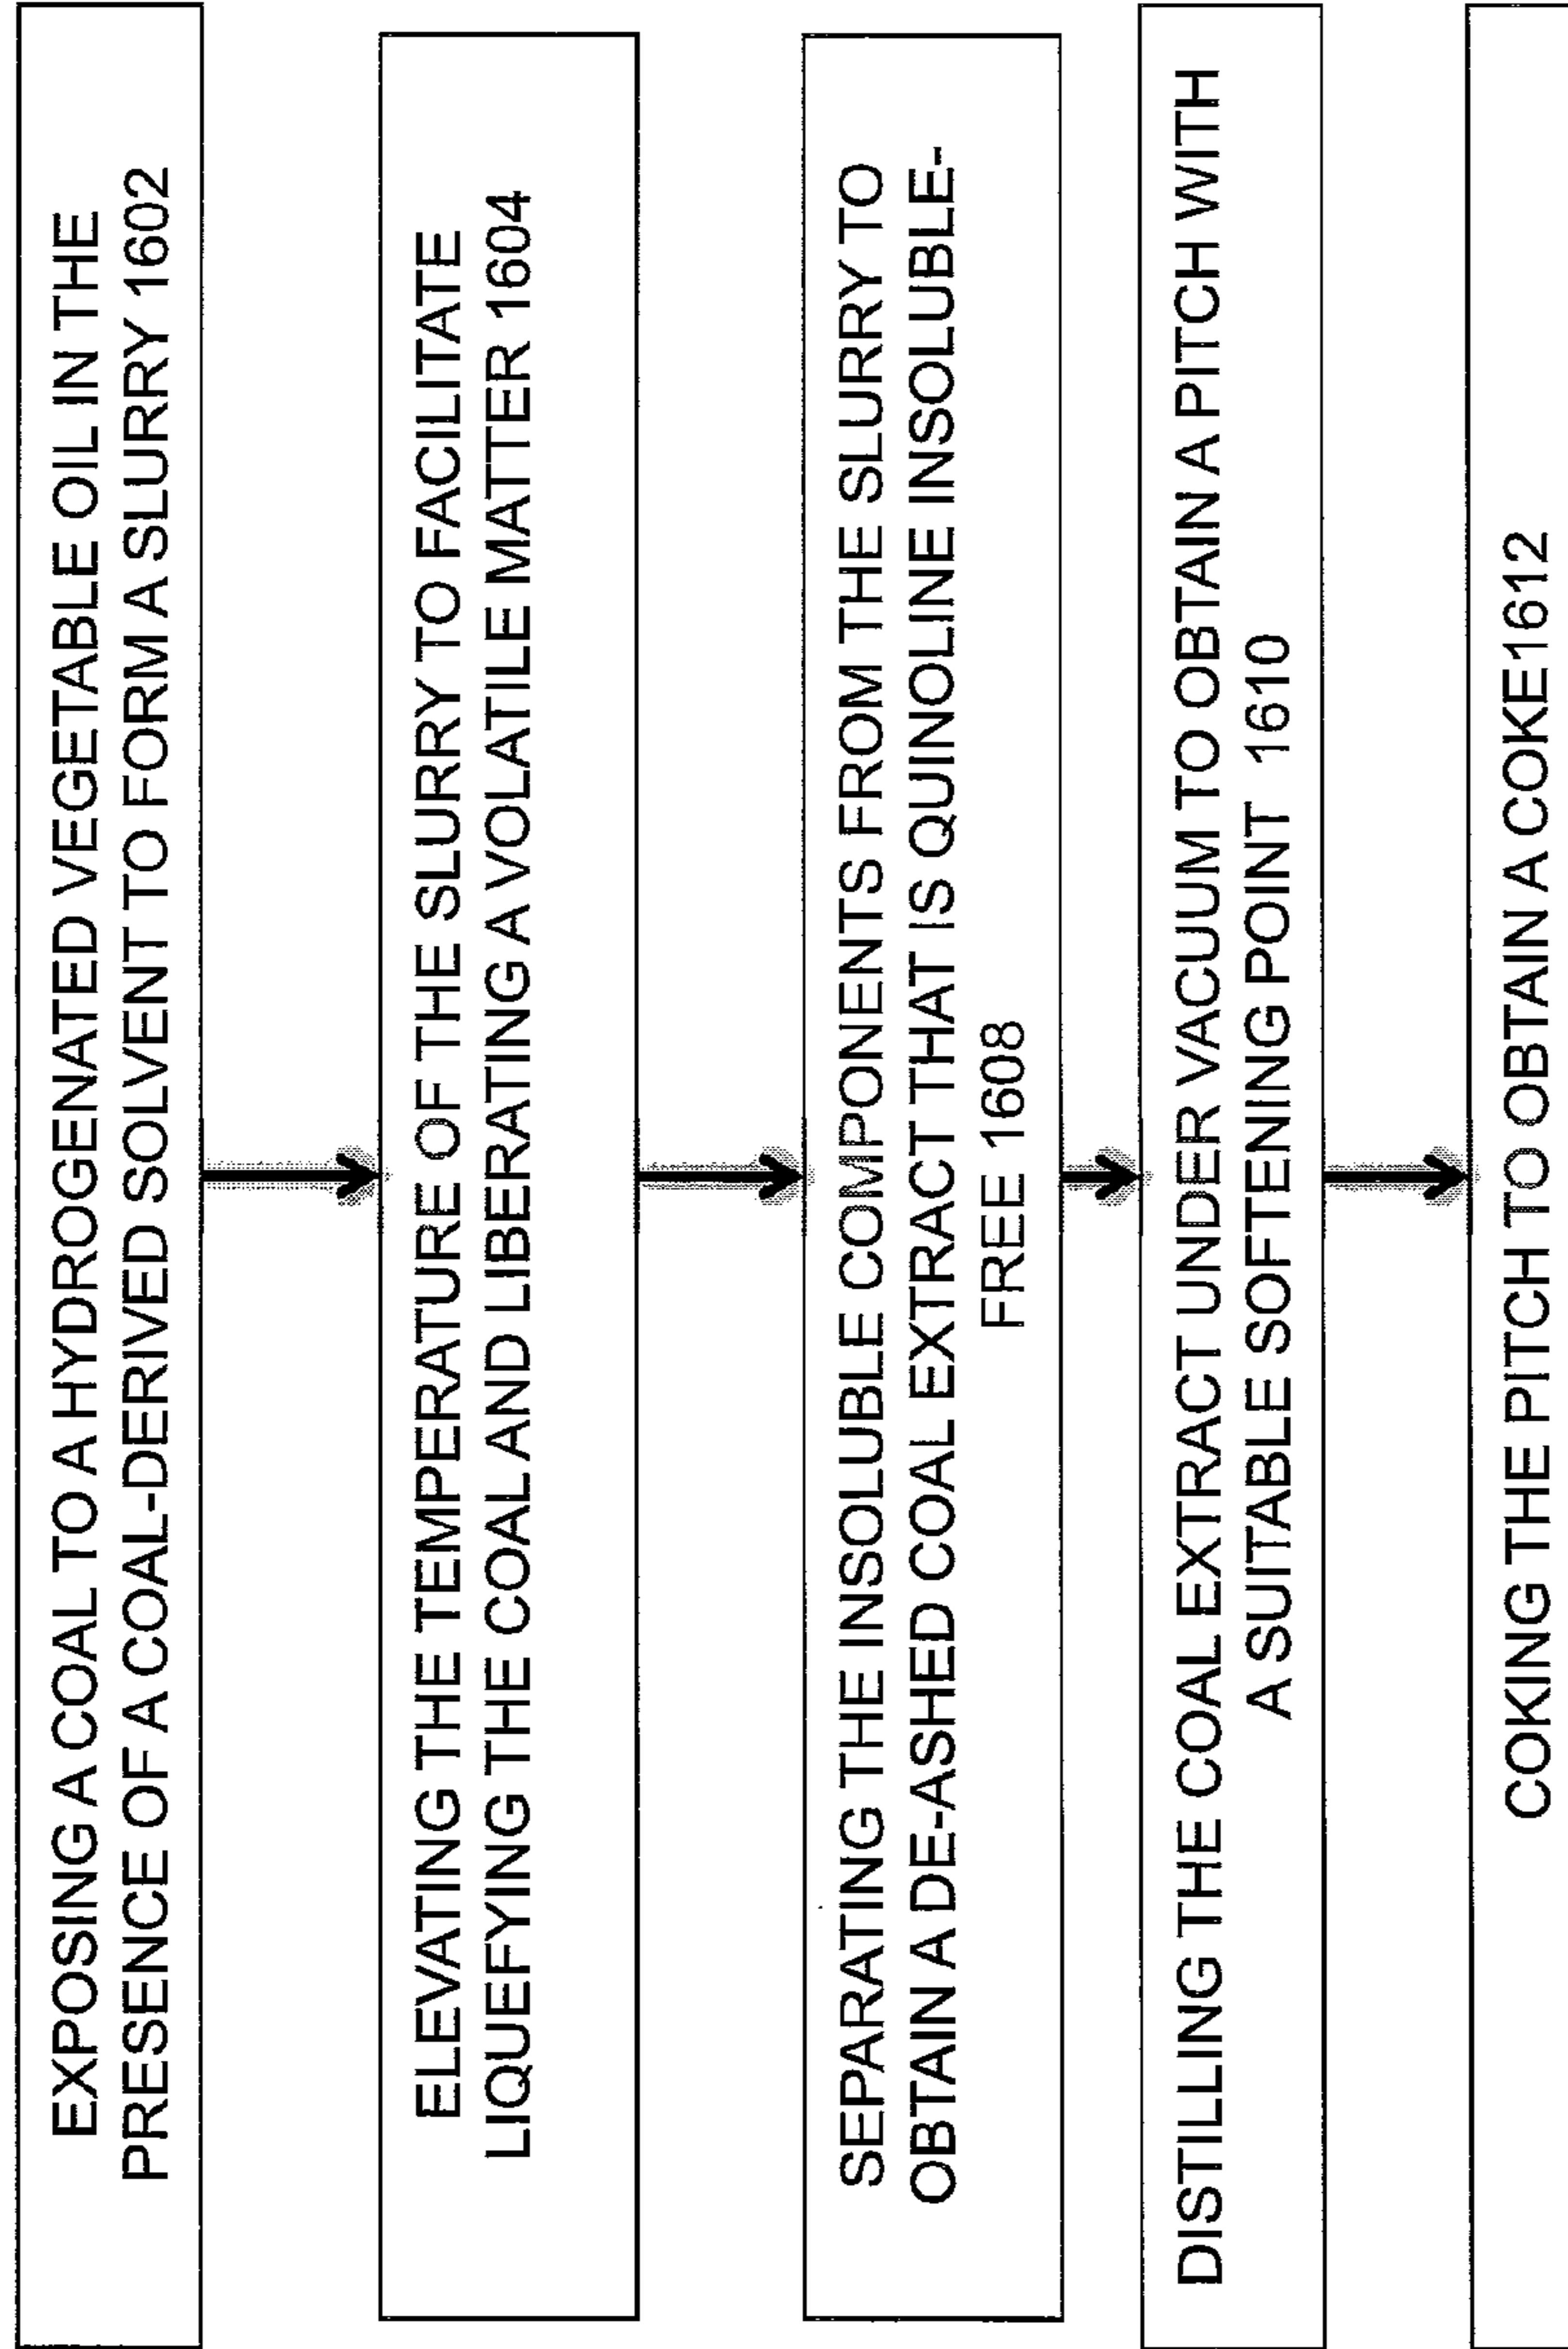 EXPOSING A COAL TO A HYDROGENATED VEGETABLE OIL IN THE
PRESENCE OF A COAL-DERIVED SOLVENT TO FORM A SLURRY 1602
ELEVATING THE TEMPERATURE OF THE SLURRY TO FACILITATE
LIQUEFYING THE COAL AND LIBERATING A VOLATILE MATTER 1604
SEPARATING THE INSOLUBLE COMPONENTS FROM THE SLURRY TO
OBTAIN A DE-ASHED COAL EXTRACT THAT IS QUINOLINE INSOLUBLE-
FREE 1608
DISTILLING THE COAL EXTRACT UNDER VACUUM TO OBTAIN A PITCH WITH
A SUITABLE SOFTENING POINT 1610
COKING THE PITCH TO OBTAIN A COKE1612